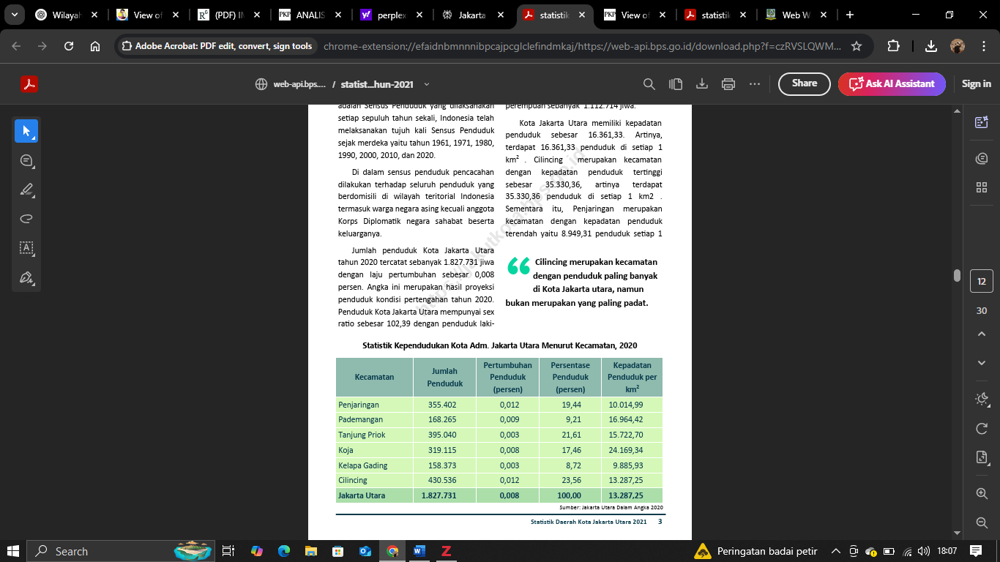 Wilayah
View of
(PDF) IM
ANALIS
perplex
Jakarta
statistik
View of
statistik
Web W
Adobe Acrobat: PDF edit, convert, sign tools
chrome-extension://efaidnbmnnnibpcajpcglclefindmkaj/https://web-api.bps.go.id/download.php?f=czRVSLQWM...
web-api.bps.... / statist...hun-2021
Share
Ask AI Assistant
Sign in
adalah Sensus Penduduk yang dilaksanakan
setiap sepuluh tahun sekali, Indonesia telah
melaksanakan tujuh kali Sensus Penduduk
sejak merdeka yaitu tahun 1961, 1971, 1980,
1990, 2000, 2010, dan 2020.
Di dalam sensus penduduk pencacahan
dilakukan terhadap seluruh penduduk yang
berdomisili di wilayah teritorial Indonesia
termasuk warga negara asing kecuali anggota
Korps Diplomatik negara sahabat beserta
keluarganya.
Jumlah penduduk Kota Jakarta Utara
tahun 2020 tercatat sebanyak 1.827.731 jiwa
dengan laju pertumbuhan sebesar 0,008
persen. Angka ini merupakan hasil proyeksi
penduduk kondisi pertengahan tahun 2020.
Penduduk Kota Jakarta Utara mempunyai sex
ratio sebesar 102,39 dengan penduduk laki-
perempuan sebanyak 1.112.714 jiwa.
Kota Jakarta Utara memiliki kepadatan
penduduk sebesar 16.361,33. Artinya,
terdapat 16.361,33 penduduk di setiap 1
km² . Cilincing merupakan kecamatan
dengan kepadatan penduduk tertinggi
sebesar 35.330,36, artinya terdapat
35.330,36 penduduk di setiap 1 km2 .
Sementara itu, Penjaringan merupakan
kecamatan dengan kepadatan penduduk
terendah yaitu 8.949,31 penduduk setiap 1
Cilincing merupakan kecamatan
dengan penduduk paling banyak
di Kota Jakarta utara, namun
bukan merupakan yang paling padat.
Statistik Kependudukan Kota Adm. Jakarta Utara Menurut Kecamatan, 2020
Kecamatan Jumlah Penduduk Pertumbuhan Penduduk (persen) Persentase Penduduk (persen) Kepadatan Penduduk per km²
Penjaringan 355.402 0,012 19,44 10.014,99
Pademangan 168.265 0,009 9,21 16.964,42
Tanjung Priok 395.040 0,003 21,61 15.722,70
Koja 319.115 0,008 17,46 24.169,34
Kelapa Gading 158.373 0,003 8,72 9.885,93
Cilincing 430.536 0,012 23,56 13.287,25
Jakarta Utara 1.827.731 0,008 100,00 13.287,25
Sumber: Jakarta Utara Dalam Angka 2020
Statistik Daerah Kota Jakarta Utara 2021 3
12
30
Search
Peringatan badai petir
18:07